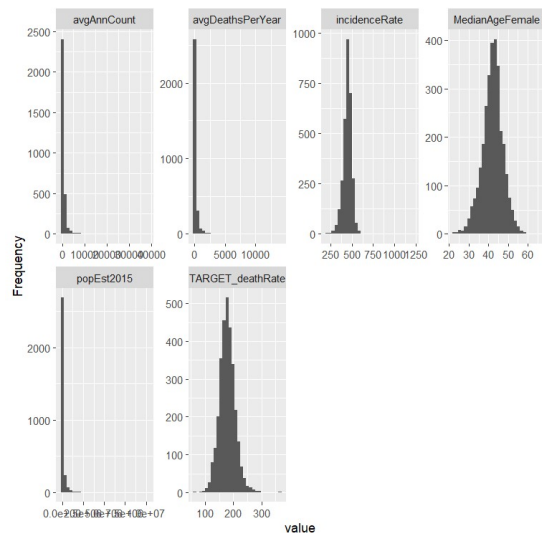 avgAnnCount
avgDeathsPerYear
incidenceRate
MedianAgeFemale
2500
2000
1500
1000
500
0
0 10000 20000 30000 40000
2000
1000
0
0 5000 10000
1000
750
500
250
0
250 500 750 1000 1250
400
300
200
100
0
20 30 40 50 60
Frequency
popEst2015
TARGET_deathRate
2000
1000
0
0.0e+00
500
400
300
200
100
0
100 200 300
value